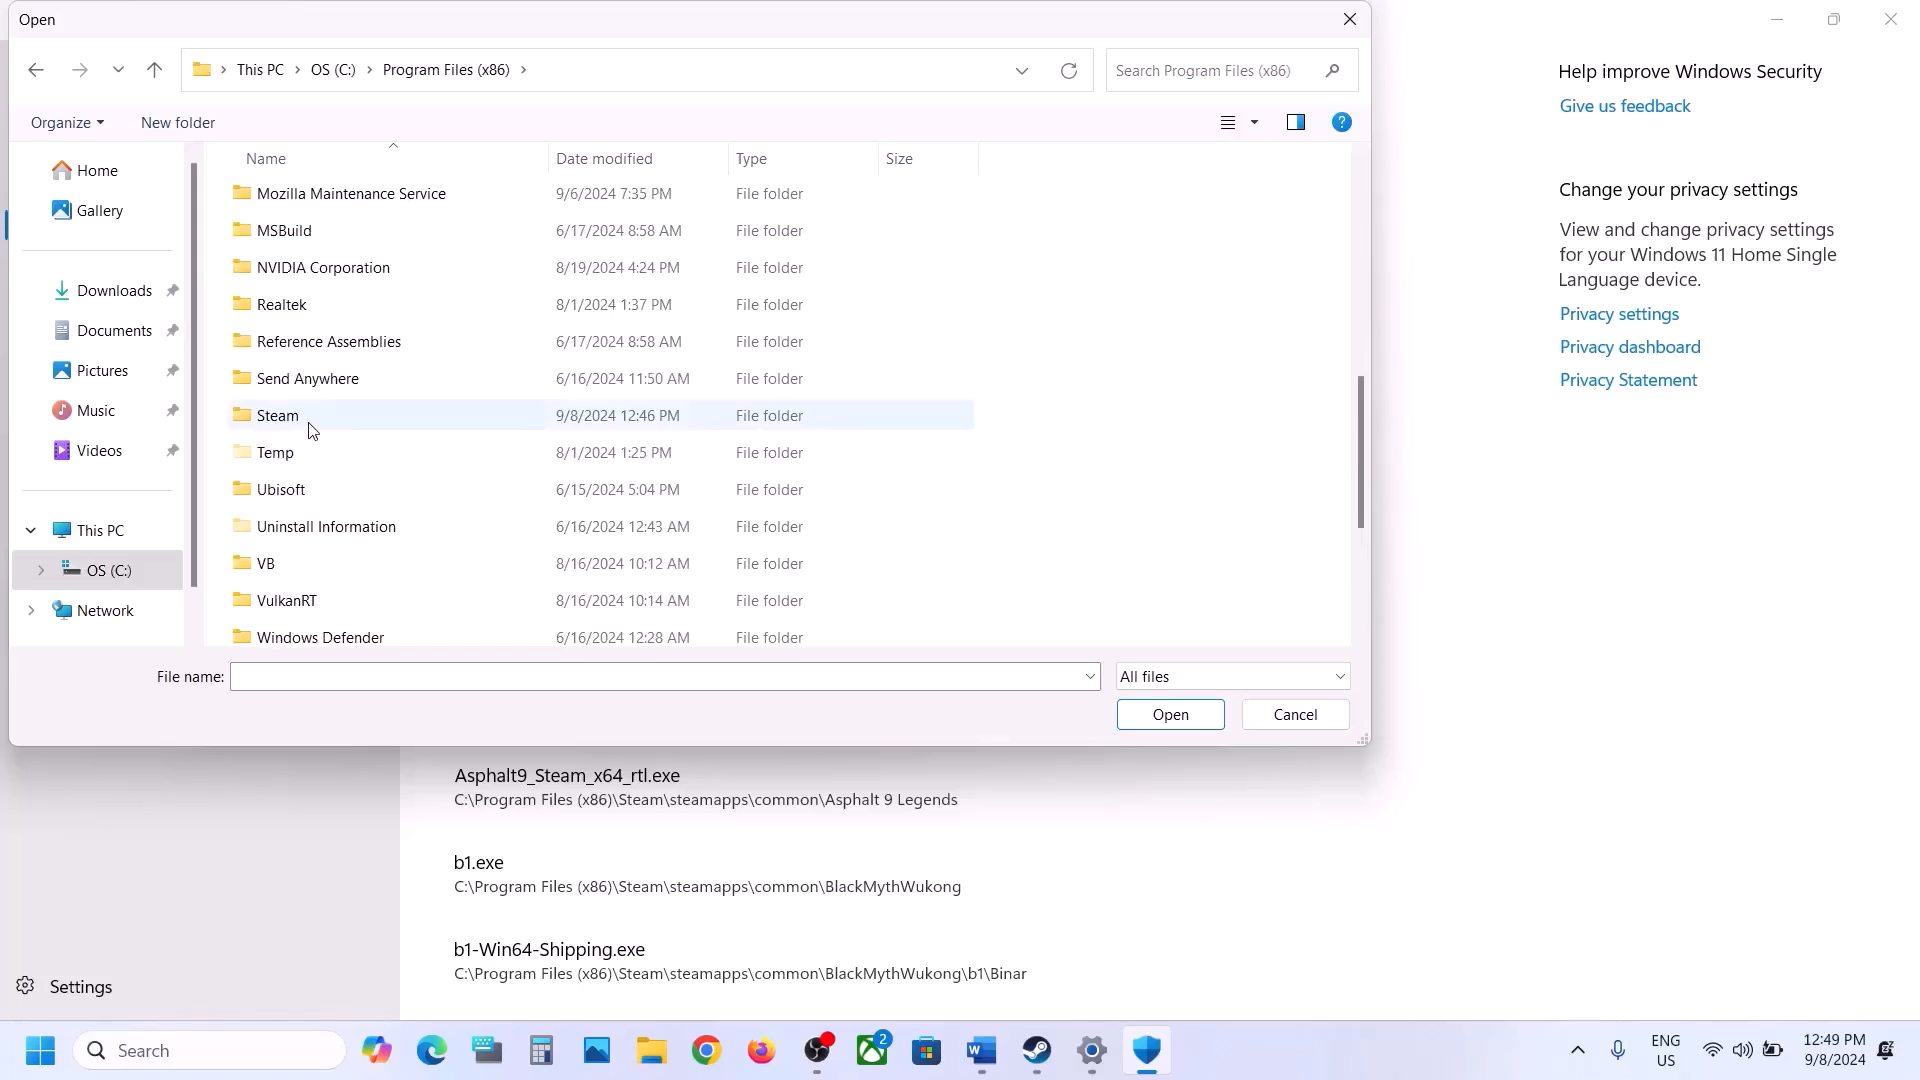 Open
This PC > OS (C:) > Program Files (x86) >
Search Program Files (x86)
Organize
New folder
Name Date modified Type Size
Mozilla Maintenance Service 9/6/2024 7:35 PM File folder
MSBuild 6/17/2024 8:58 AM File folder
NVIDIA Corporation 8/19/2024 4:24 PM File folder
Realtek 8/1/2024 1:37 PM File folder
Reference Assemblies 6/17/2024 8:58 AM File folder
Send Anywhere 6/16/2024 11:50 AM File folder
Steam 9/8/2024 12:46 PM File folder
Temp 8/1/2024 1:25 PM File folder
Ubisoft 6/15/2024 5:04 PM File folder
Uninstall Information 6/16/2024 12:43 AM File folder
VB 8/16/2024 10:12 AM File folder
VulkanRT 8/16/2024 10:14 AM File folder
Windows Defender 6/16/2024 12:28 AM File folder
Home
Gallery
Downloads
Documents
Pictures
Music
Videos
This PC
OS (C:)
Network
File name:
All files
Open
Cancel
Help improve Windows Security
Give us feedback
Change your privacy settings
View and change privacy settings
for your Windows 11 Home Single
Language device.
Privacy settings
Privacy dashboard
Privacy Statement
Asphalt9_Steam_x64_rtl.exe
C:\Program Files (x86)\Steam\steamapps\common\Asphalt 9 Legends
b1.exe
C:\Program Files (x86)\Steam\steamapps\common\BlackMythWukong
b1-Win64-Shipping.exe
C:\Program Files (x86)\Steam\steamapps\common\BlackMythWukong\b1\Binar
Settings
Search
2
ENG
US
12:49 PM
9/8/2024